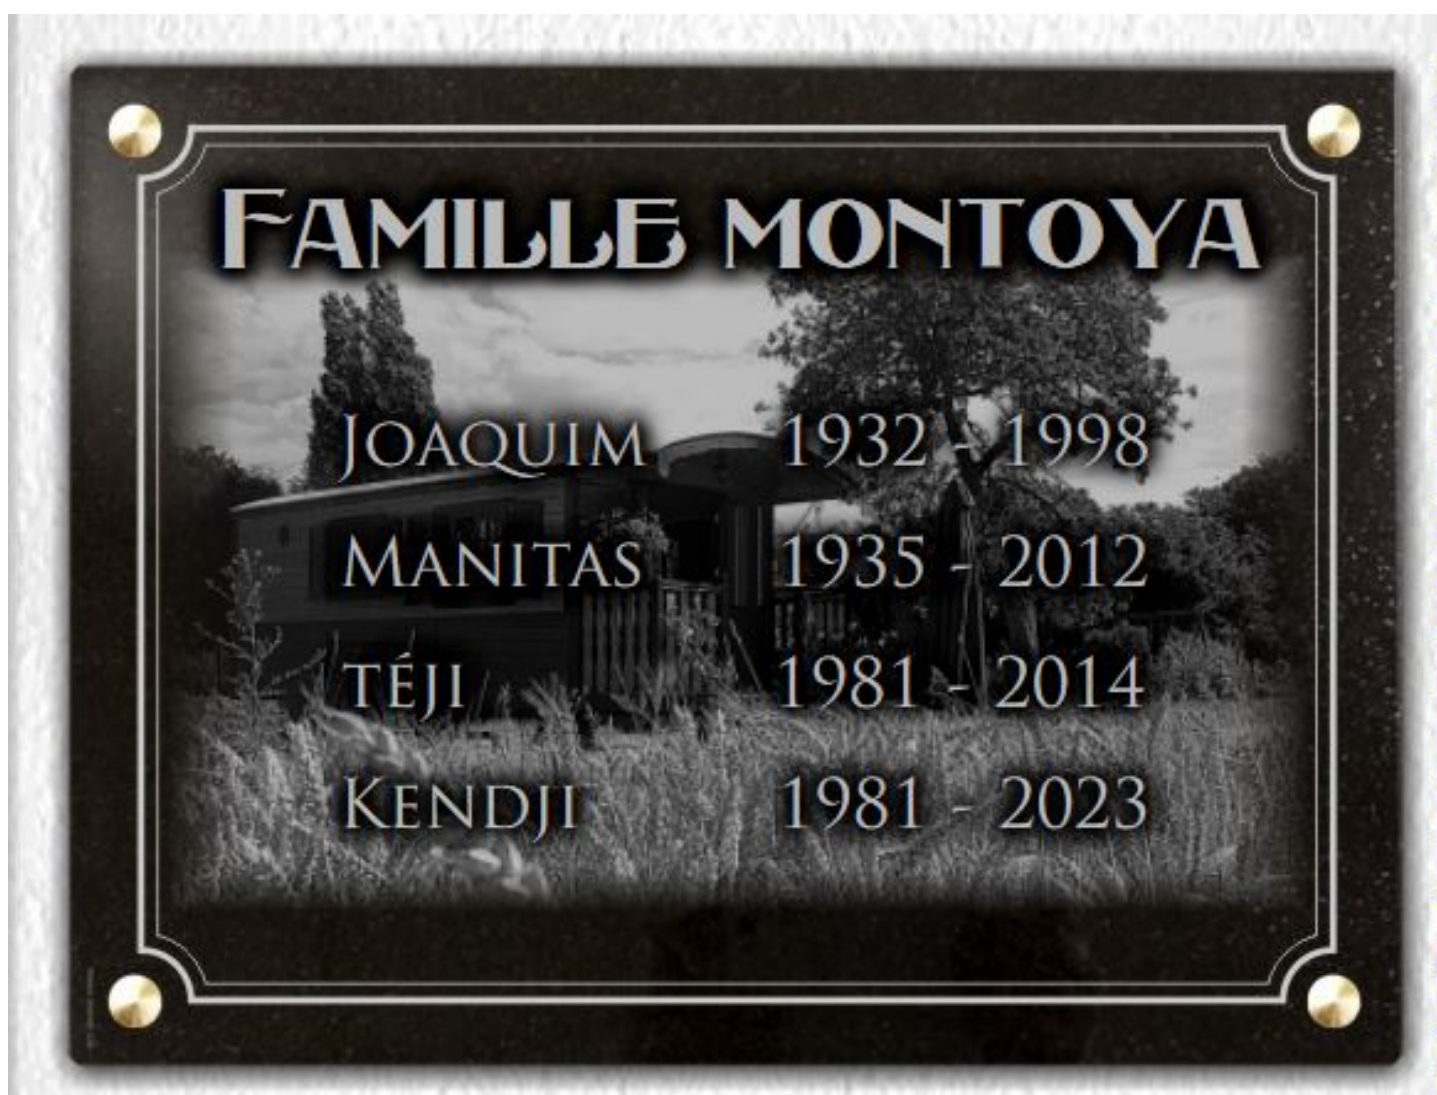 FAMILLE MONTOYA
JOAQUIM 1932 - 1998
MANITAS 1935 - 2012
TÉJI 1981 - 2014
KENDJI 1981 - 2023